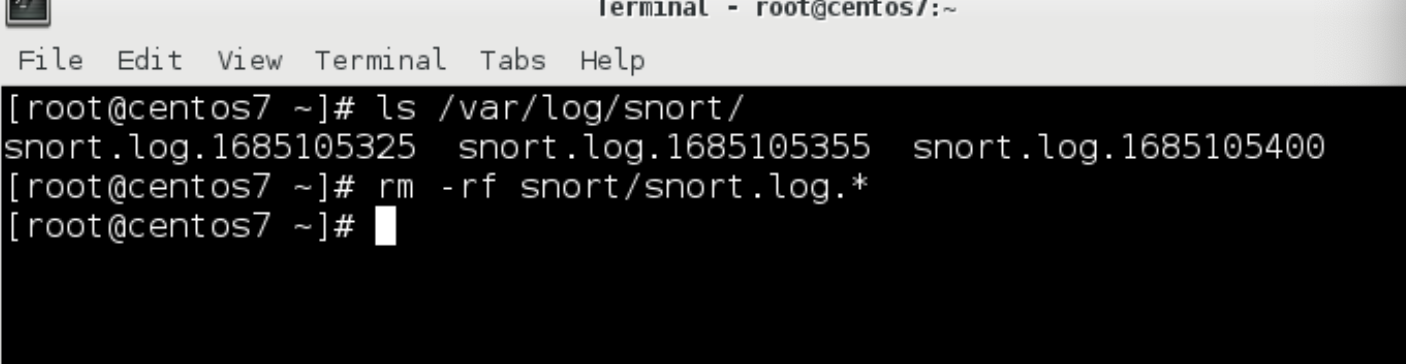 Terminal - root@centos7:~
File Edit View Terminal Tabs Help
[root@centos7 ~]# ls /var/log/snort/
snort.log.1685105325  snort.log.1685105355  snort.log.1685105400
[root@centos7 ~]# rm -rf snort/snort.log.*
[root@centos7 ~]#